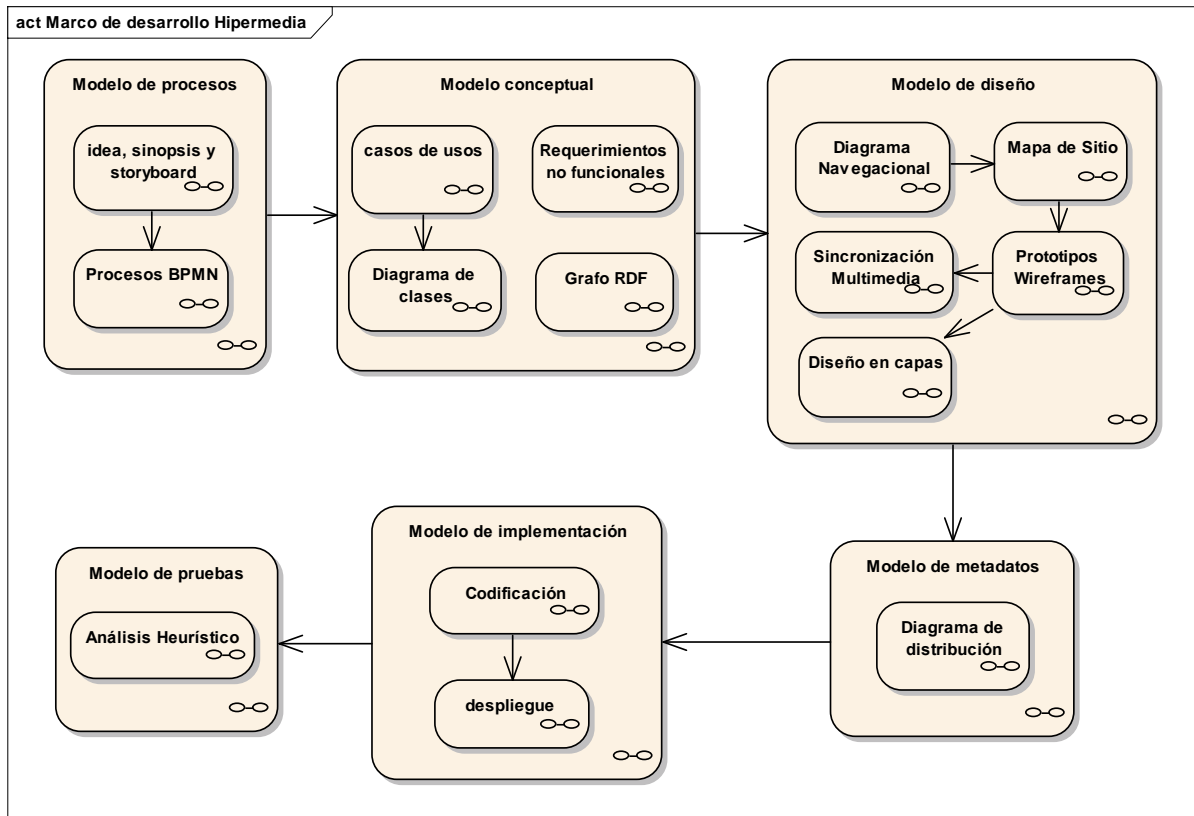 act Marco de desarrollo Hipermedia
Modelo de procesos
idea, sinopsis y
storyboard
Procesos BPMN
Modelo conceptual
casos de usos
Requerimientos
no funcionales
Diagrama de
clases
Grafo RDF
Modelo de diseño
Diagrama
Navegacional
Mapa de Sitio
Sincronización
Multimedia
Prototipos
Wireframes
Diseño en capas
Modelo de pruebas
Análisis Heurístico
Modelo de implementación
Codificación
despliegue
Modelo de metadatos
Diagrama de
distribución